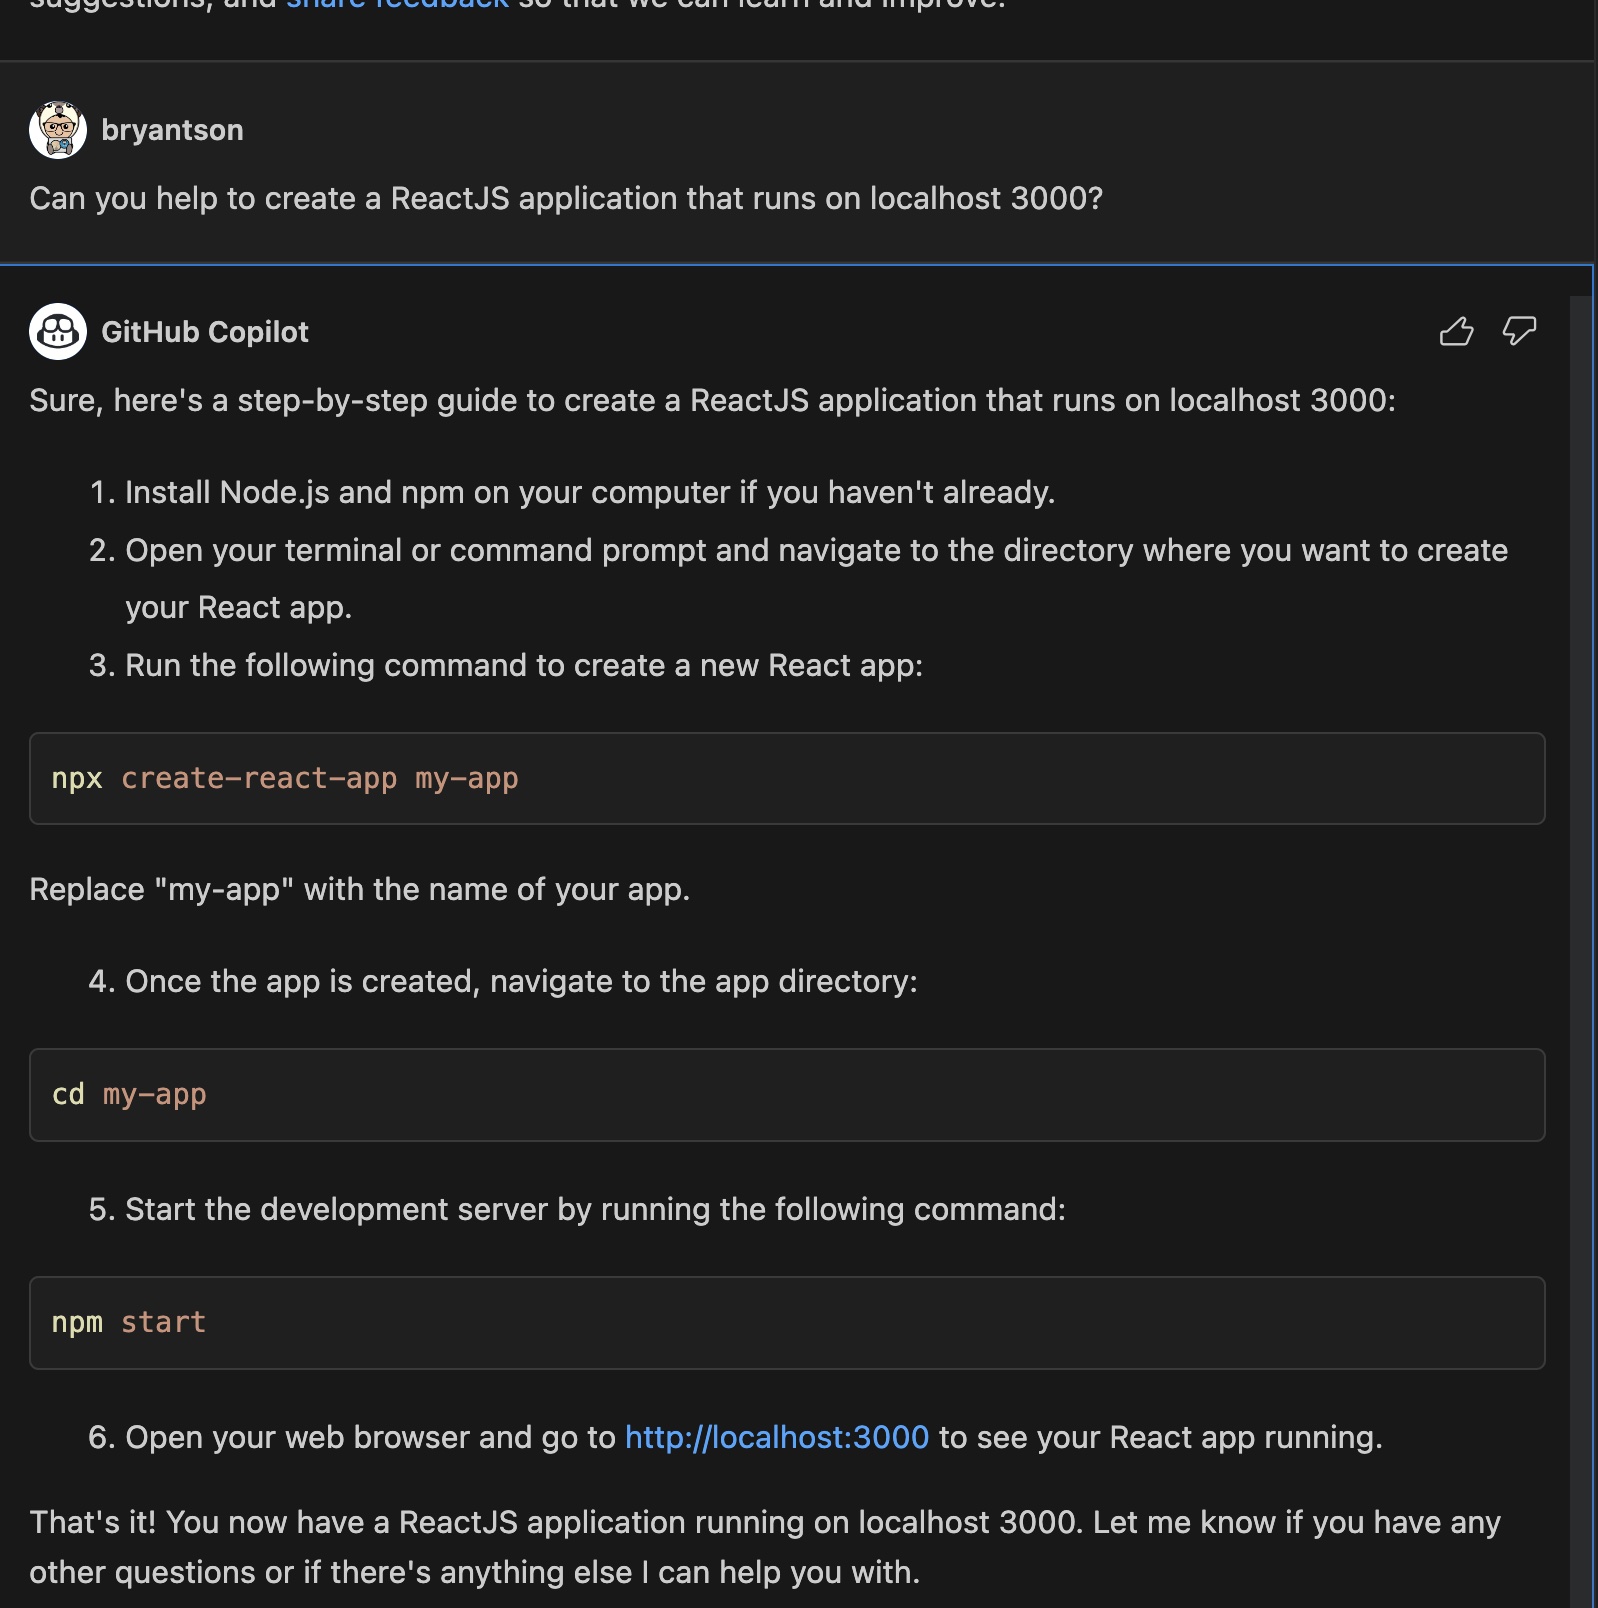 suggestions, and share feedback so that we can learn and improve.
bryantson
Can you help to create a ReactJS application that runs on localhost 3000?
GitHub Copilot
Sure, here's a step-by-step guide to create a ReactJS application that runs on localhost 3000:
1. Install Node.js and npm on your computer if you haven't already.
2. Open your terminal or command prompt and navigate to the directory where you want to create
your React app.
3. Run the following command to create a new React app:
npx create-react-app my-app
Replace "my-app" with the name of your app.
4. Once the app is created, navigate to the app directory:
cd my-app
5. Start the development server by running the following command:
npm start
6. Open your web browser and go to http://localhost:3000 to see your React app running.
That's it! You now have a ReactJS application running on localhost 3000. Let me know if you have any
other questions or if there's anything else I can help you with.